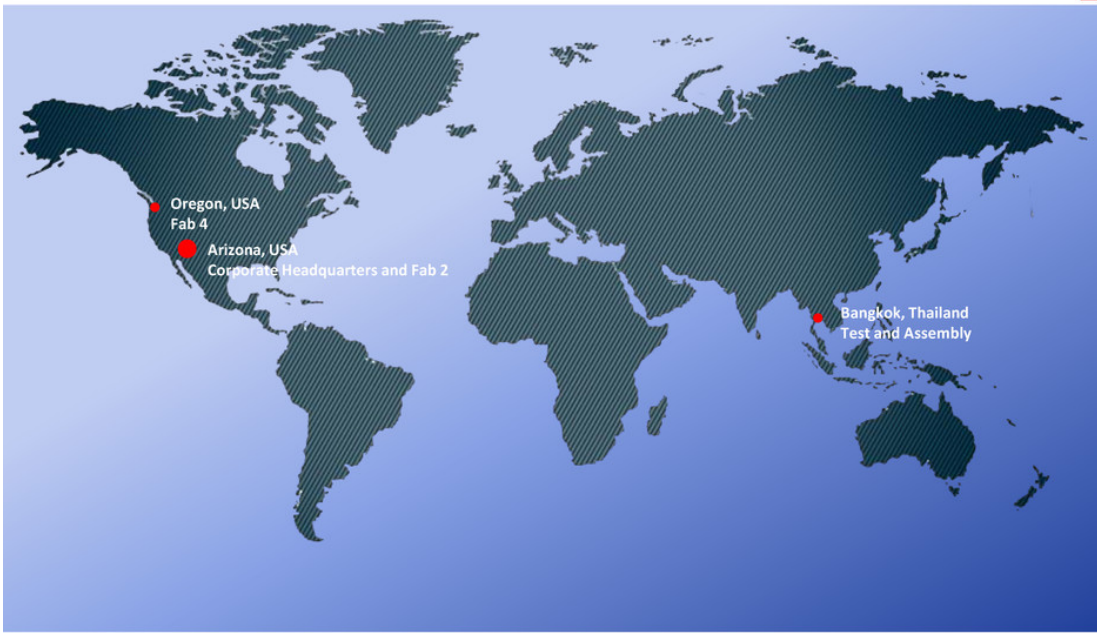 Oregon, USA
Fab 4
Arizona, USA
Corporate Headquarters and Fab 2
Bangkok, Thailand
Test and Assembly